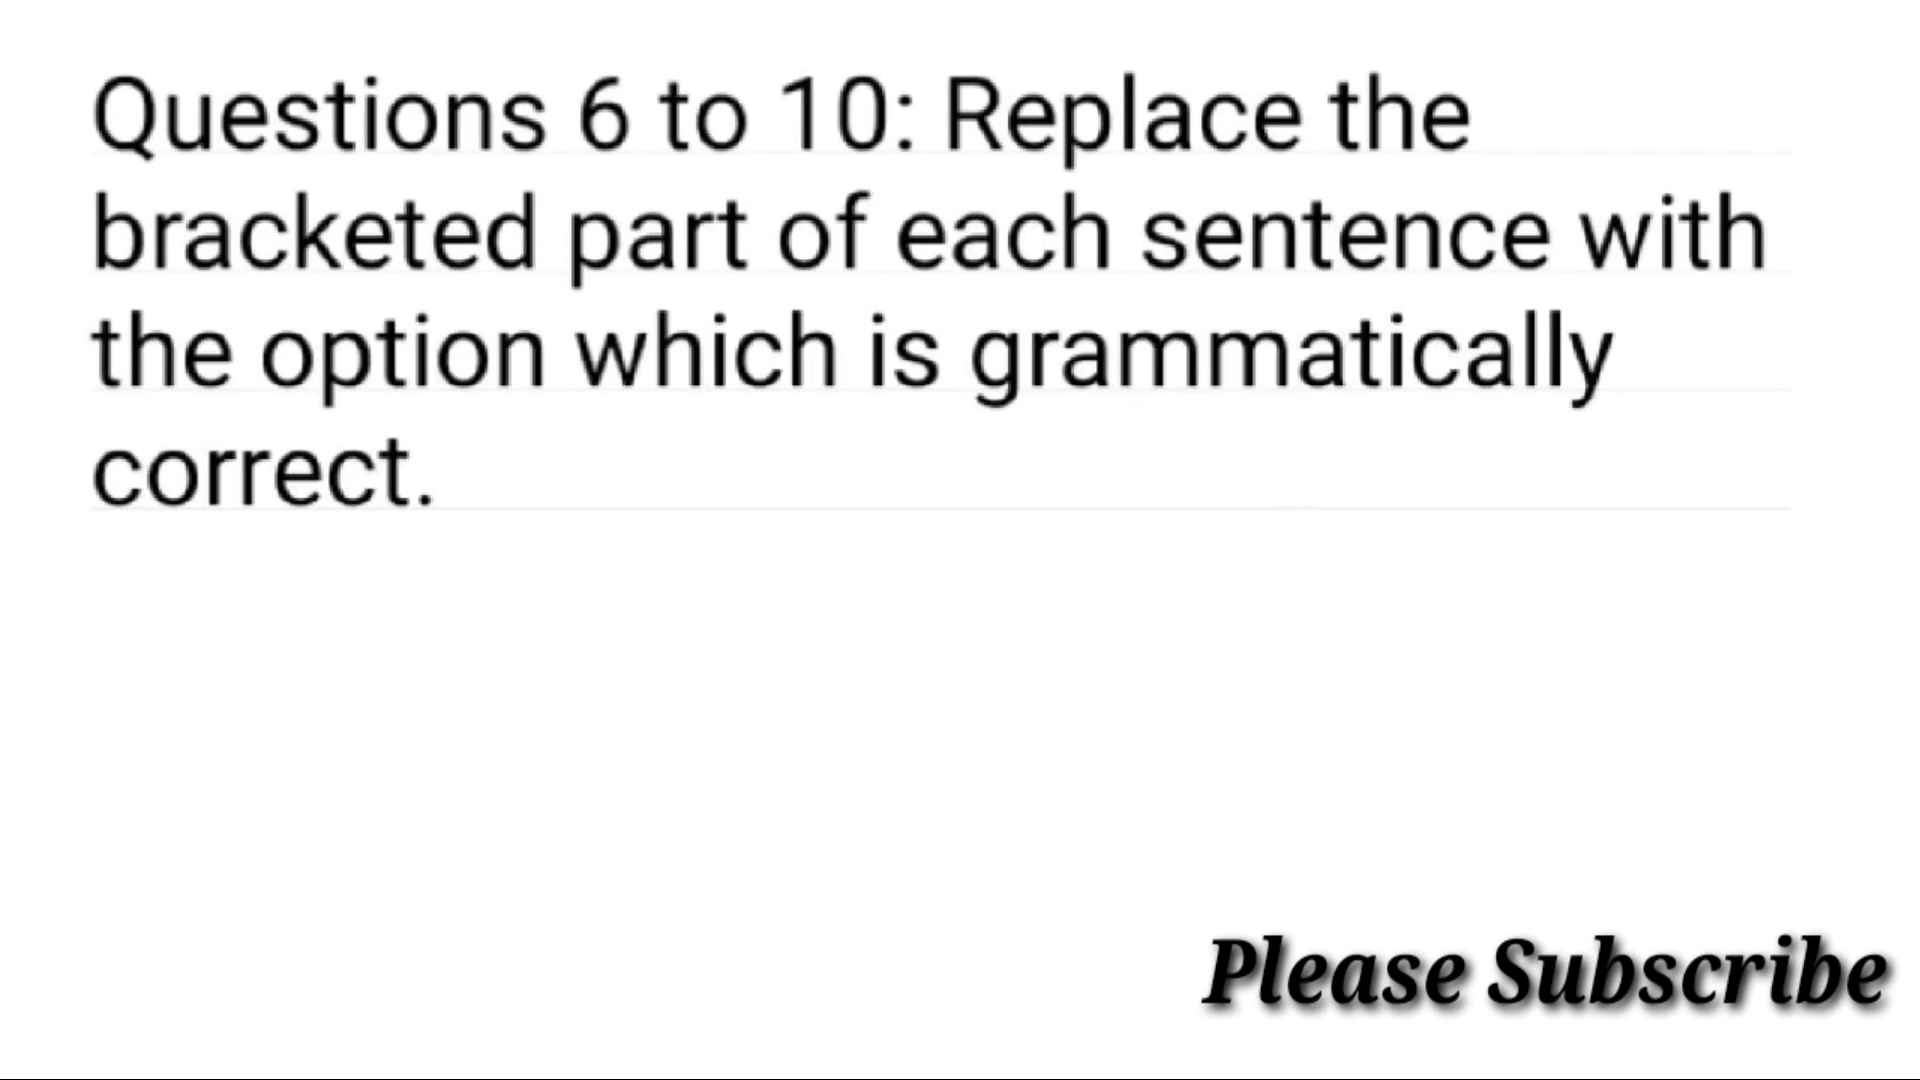 Questions 6 to 10: Replace the
bracketed part of each sentence with
the option which is grammatically
correct.
Please Subscribe